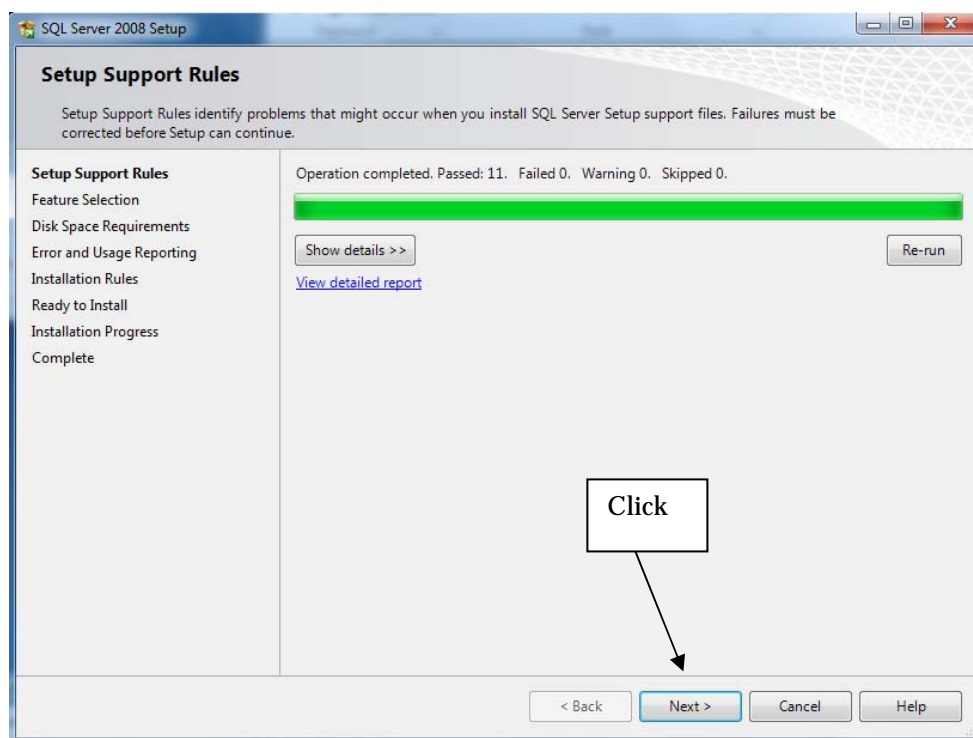 SQL Server 2008 Setup
Setup Support Rules
Setup Support Rules identify problems that might occur when you install SQL Server Setup support files. Failures must be
corrected before Setup can continue.
Setup Support Rules
Feature Selection
Disk Space Requirements
Error and Usage Reporting
Installation Rules
Ready to Install
Installation Progress
Complete
Operation completed. Passed: 11. Failed 0. Warning 0. Skipped 0.
Show details >>
Re-run
View detailed report
Click
< Back
Next >
Cancel
Help